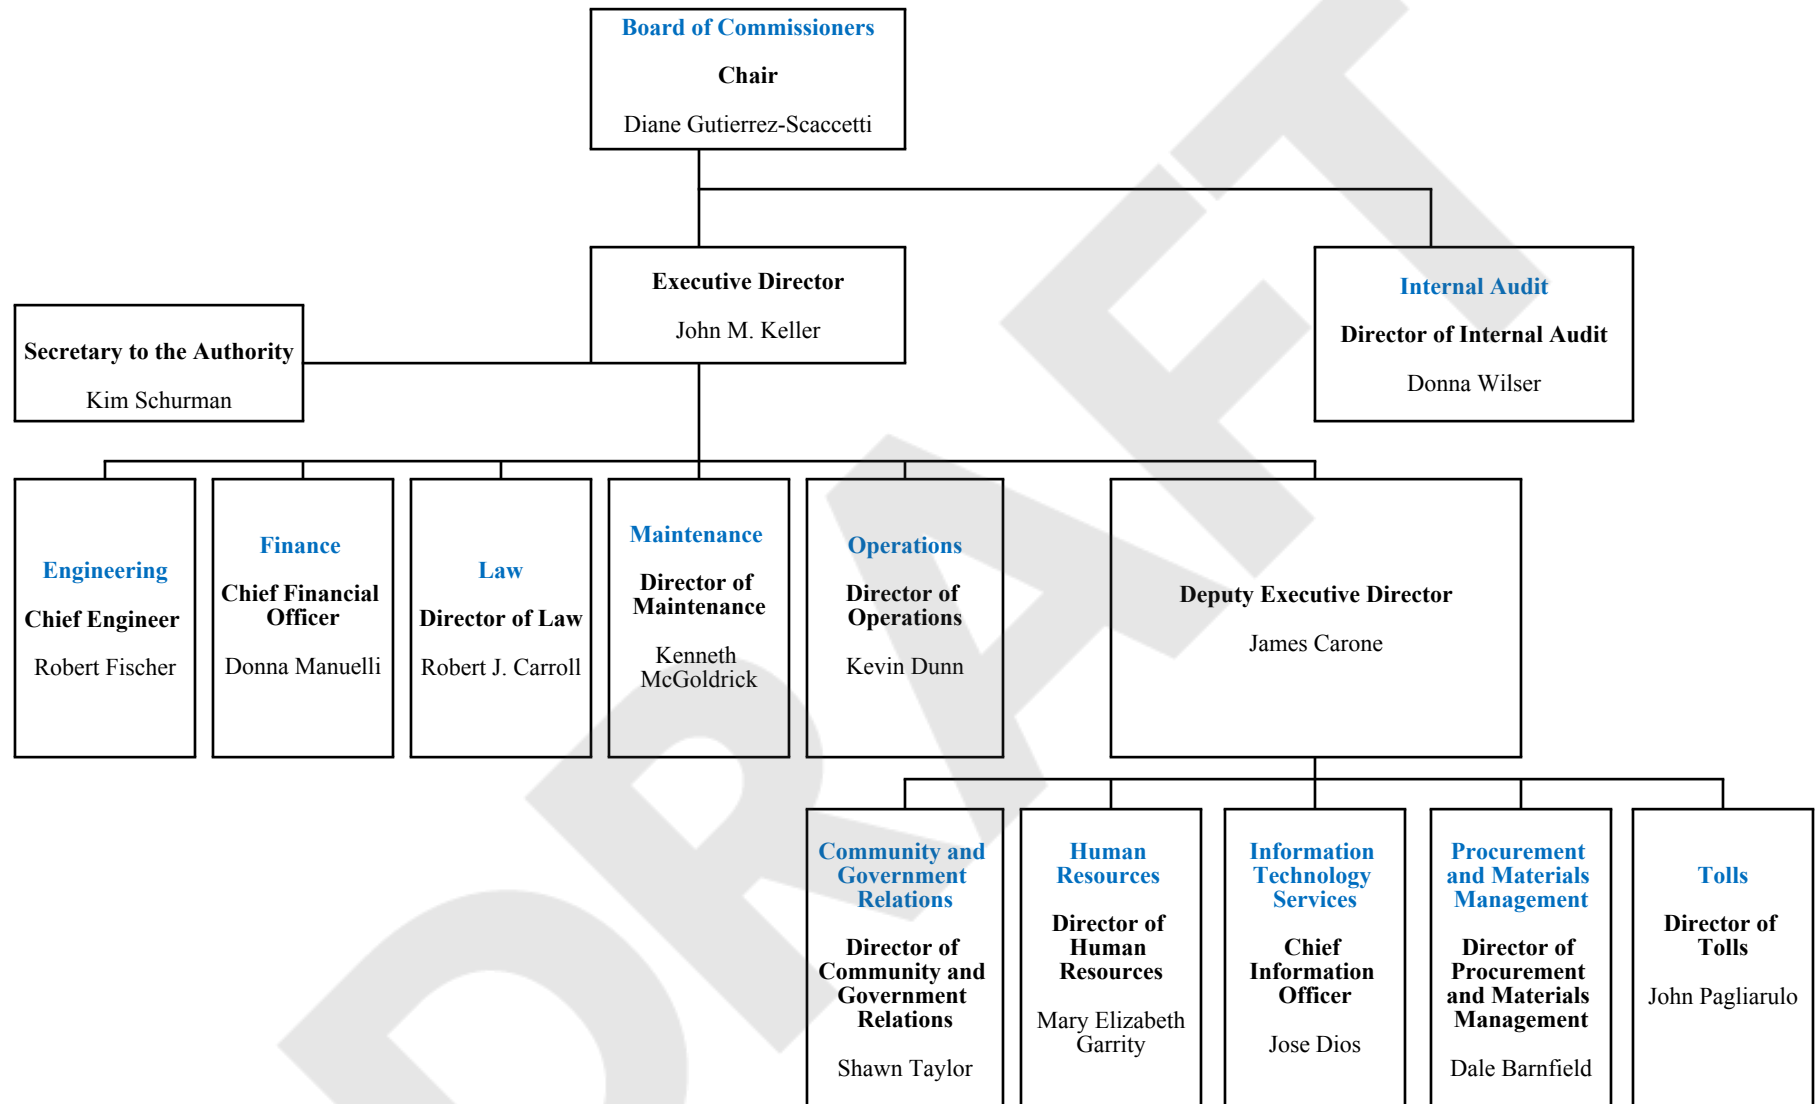 Board of Commissioners
Chair
Diane Gutierrez-Scaccetti
Executive Director
John M. Keller
Internal Audit
Director of Internal Audit
Donna Wilser
Secretary to the Authority
Kim Schurman
Engineering
Chief Engineer
Robert Fischer
Finance
Chief Financial
Officer
Donna Manuelli
Law
Director of Law
Robert J. Carroll
Maintenance
Director of
Maintenance
Kenneth
McGoldrick
Operations
Director of
Operations
Kevin Dunn
Deputy Executive Director
James Carone
Community and
Government
Relations
Director of
Community and
Government
Relations
Shawn Taylor
Human
Resources
Director of
Human
Resources
Mary Elizabeth
Garrity
Information
Technology
Services
Chief
Information
Officer
Jose Dios
Procurement
and Materials
Management
Director of
Procurement
and Materials
Management
Dale Barnfield
Tolls
Director of
Tolls
John Pagliarulo
DRAFT